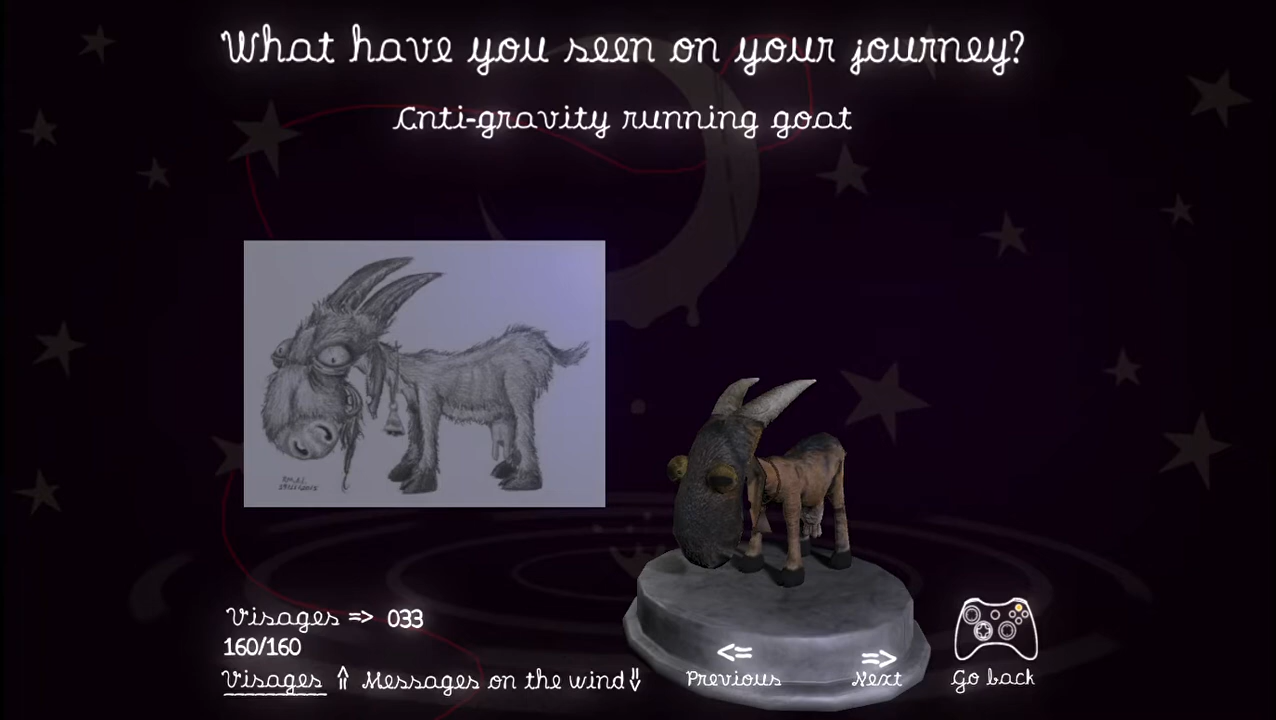 What have you seen on your journey?
Anti-gravity running goat
Visages => 033
160/160
Visages ⇑ Messages on the wind ⇓
<=
Previous
=>
Next
Go back